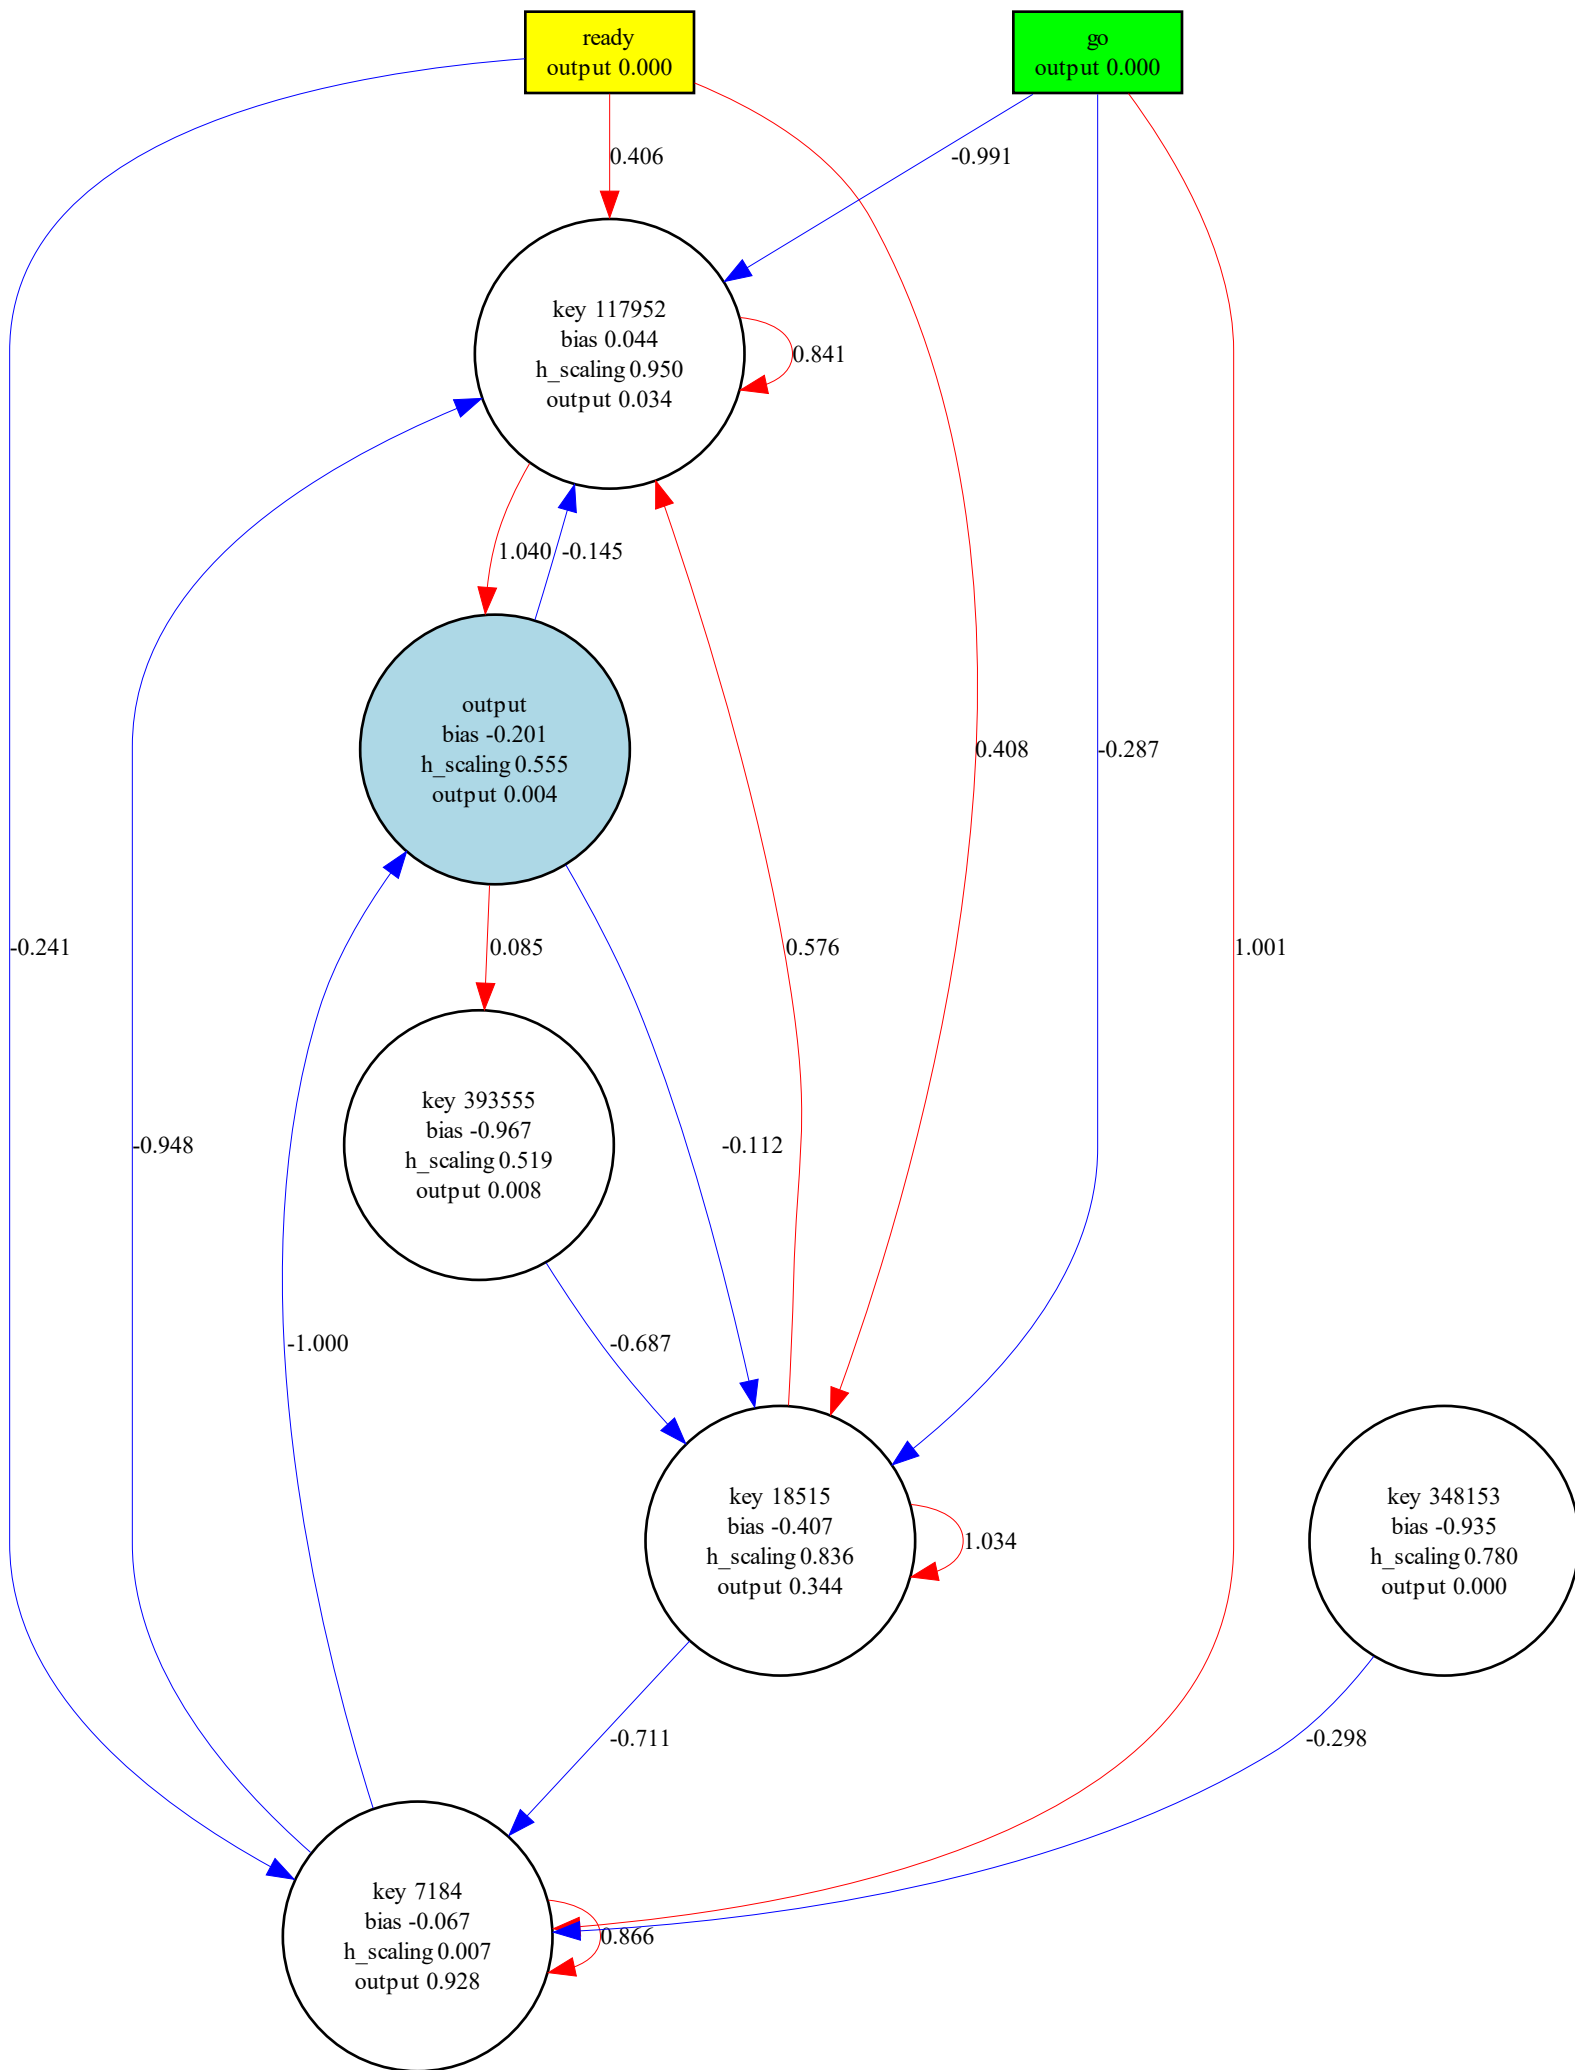 ready
output 0.000
go
output 0.000
0.406
-0.991
key 117952
bias 0.044
h_scaling 0.950
output 0.034
0.841
1.040
-0.145
output
bias -0.201
h_scaling 0.555
output 0.004
0.408
-0.287
-0.241
0.085
0.576
1.001
key 393555
bias -0.967
h_scaling 0.519
output 0.008
-0.948
-0.112
-1.000
-0.687
key 18515
bias -0.407
h_scaling 0.836
output 0.344
1.034
key 348153
bias -0.935
h_scaling 0.780
output 0.000
-0.711
-0.298
key 7184
bias -0.067
h_scaling 0.007
output 0.928
0.866